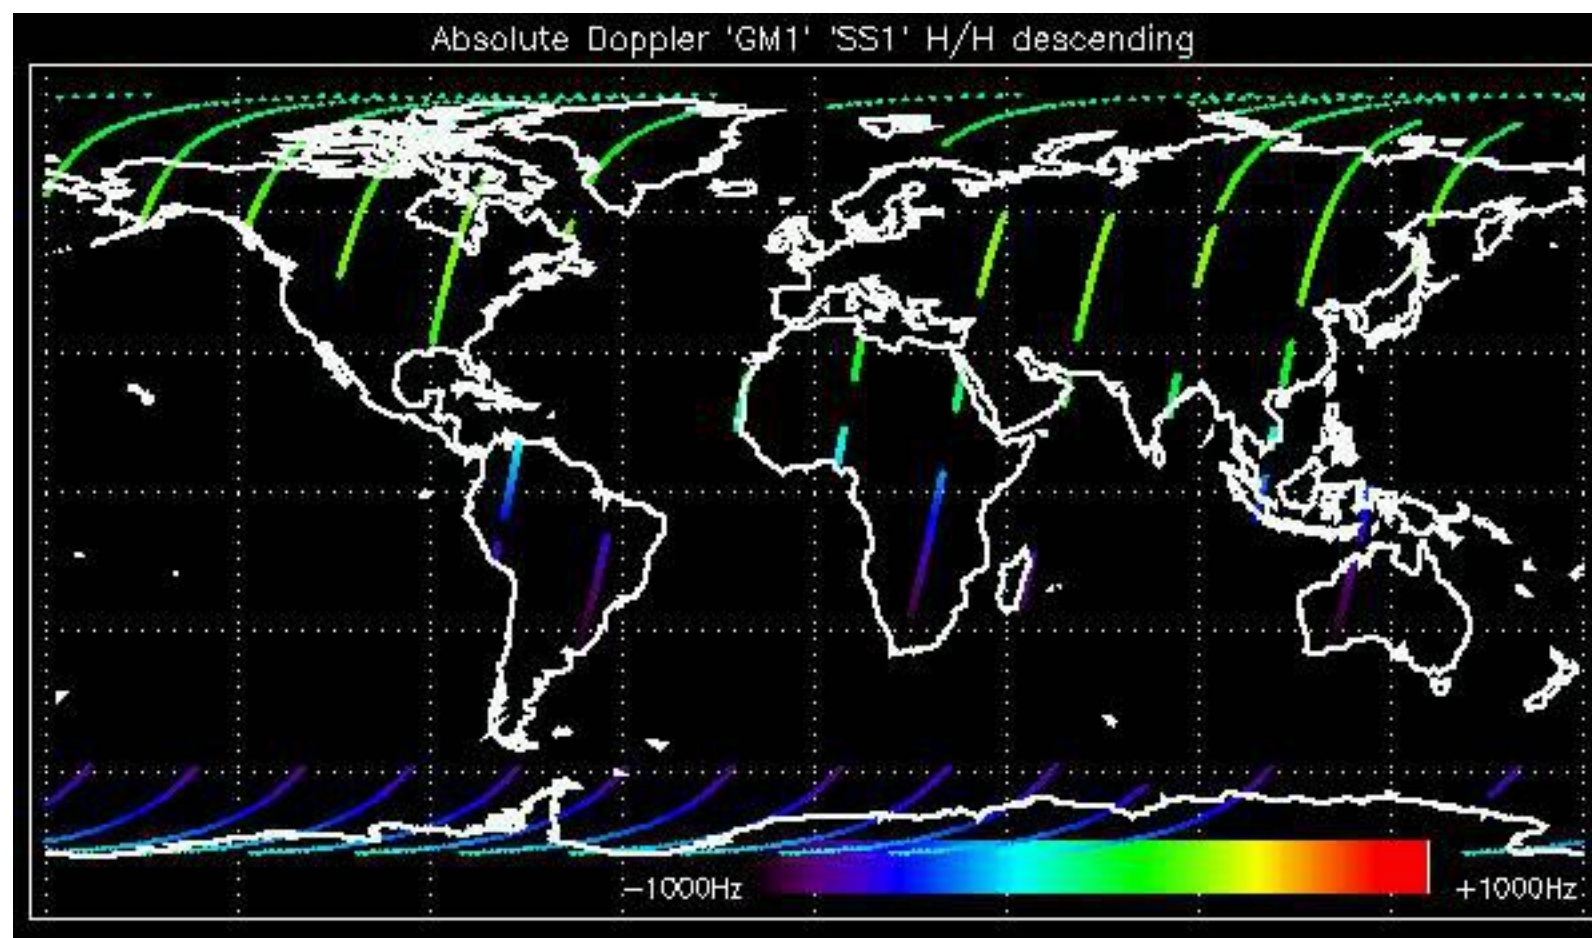 Absolute Doppler 'GM1' 'SS1' H/H descending
-1000Hz
+1000Hz